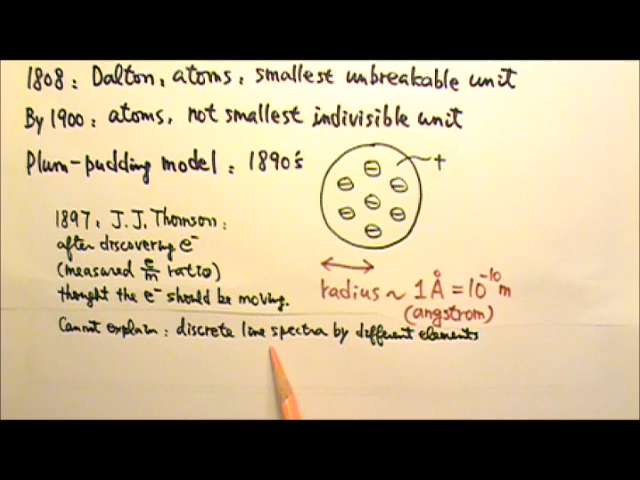 1808 : Dalton : atoms : smallest unbreakable unit
By 1900 : atoms, not smallest indivisible unit
Plum-pudding model : 1890's
+
⊖ ⊖ ⊖ ⊖ ⊖ ⊖ ⊖
1897 : J. J. Thomson :
after discovering e⁻
(measured e/m ratio)
thought the e⁻ should be moving.
radius ~ 1 Å = 10⁻¹⁰ m
(angstrom)
Cannot explain : discrete line spectra by different elements